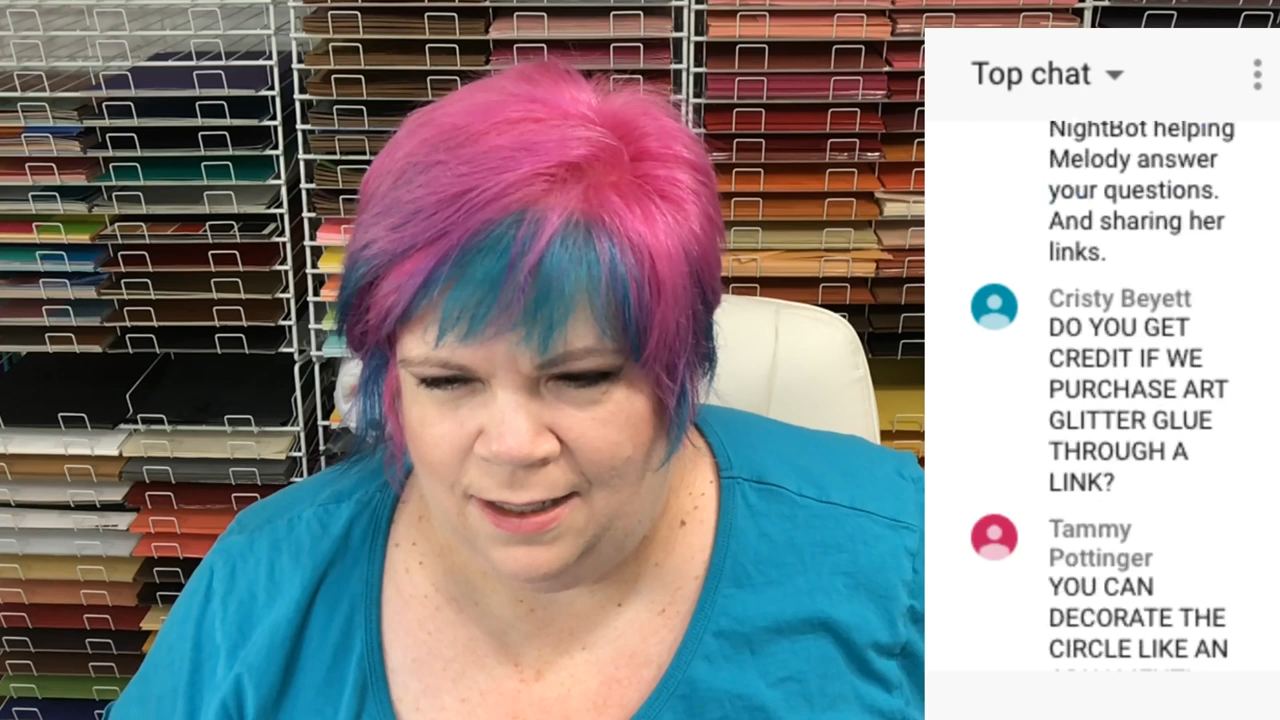 Top chat
NightBot helping
Melody answer
your questions.
And sharing her
links.
Cristy Beyett
DO YOU GET
CREDIT IF WE
PURCHASE ART
GLITTER GLUE
THROUGH A
LINK?
Tammy
Pottinger
YOU CAN
DECORATE THE
CIRCLE LIKE AN